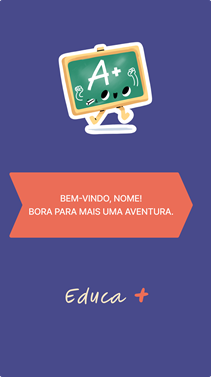 A+
BEM-VINDO, NOME!
BORA PARA MAIS UMA AVENTURA.
Educa +